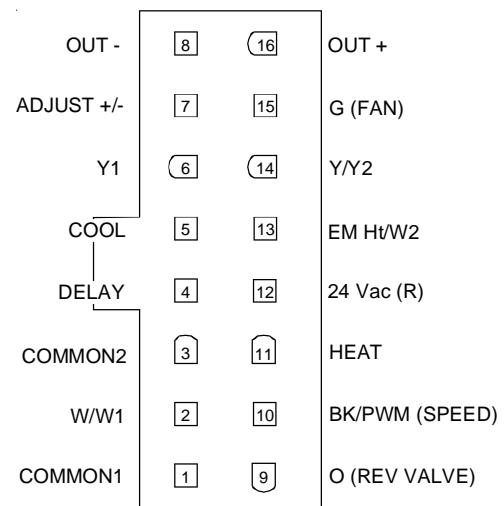 OUT - 8 16 OUT +
ADJUST +/- 7 15 G (FAN)
Y1 6 14 Y/Y2
COOL 5 13 EM Ht/W2
DELAY 4 12 24 Vac (R)
COMMON2 3 11 HEAT
W/W1 2 10 BK/PWM (SPEED)
COMMON1 1 9 O (REV VALVE)